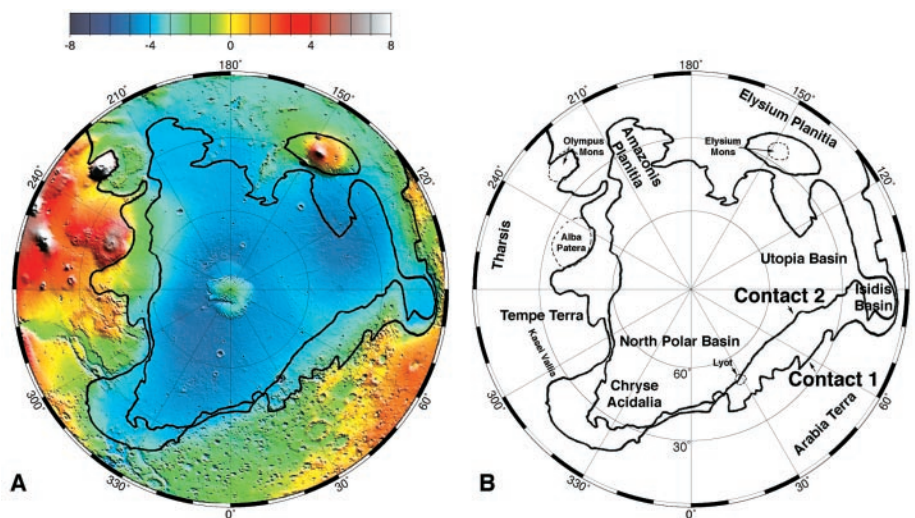 -8 -4 0 4 8
180°
210°
150°
240°
120°
300°
60°
330°
30°
0°
A
180°
210°
150°
Elysium Planitia
Olympus
Mons
Amazonis
Planitia
Elysium
Mons
240°
120°
Tharsis
Alba
Patera
Utopia Basin
Isidis
Basin
Contact 2
Tempe Terra
North Polar Basin
Kasei Vallis
Lyot
60°
Contact 1
Chryse
Acidalia
Arabia Terra
30°
300°
60°
330°
30°
0°
B